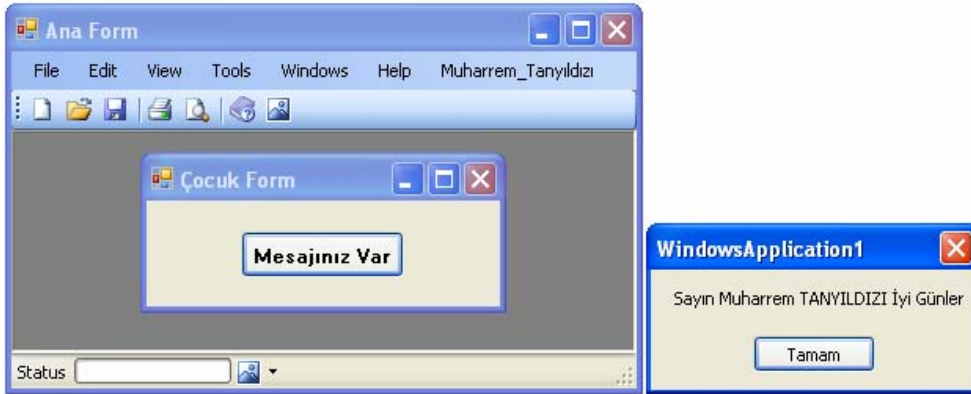 Ana Form
File Edit View Tools Windows Help Muharrem_Tanyıldızı
Çocuk Form
Mesajınız Var
Status
WindowsApplication1
Sayın Muharrem TANYILDIZI İyi Günler
Tamam